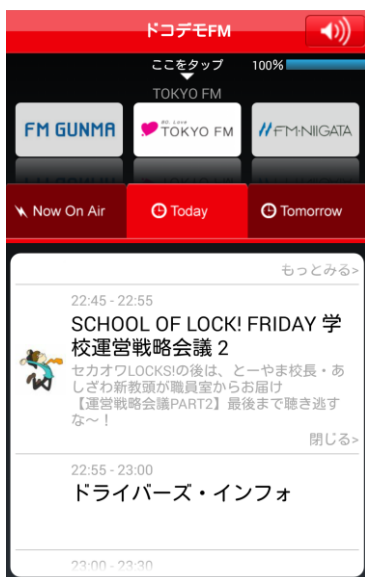 ドコデモFM
ここをタップ 100%
TOKYO FM
FM GUNMA
80. Love
TOKYO FM
FM-NIIGATA
Now On Air
Today
Tomorrow
もっとみる>
22:45 - 22:55
SCHOOL OF LOCK! FRIDAY 学
校運営戦略会議 2
セカオワLOCKS!の後は、とーやま校長・あ
しざわ新教頭が職員室からお届け
【運営戦略会議PART2】最後まで聴き逃す
な〜!
閉じる>
22:55 - 23:00
ドライバーズ・インフォ
23:00 - 23:30